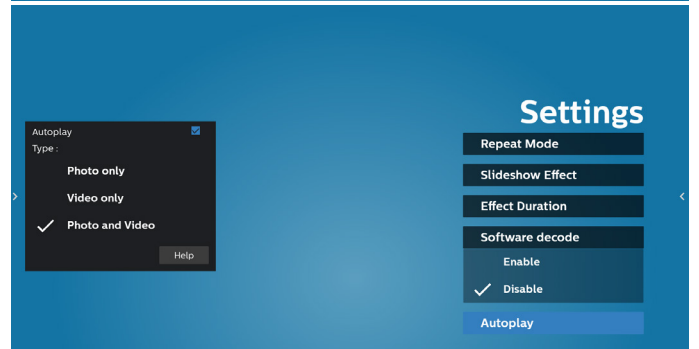 Settings
Autoplay
Type :
Photo only
Video only
Photo and Video
Help
Repeat Mode
Slideshow Effect
Effect Duration
Software decode
Enable
Disable
Autoplay